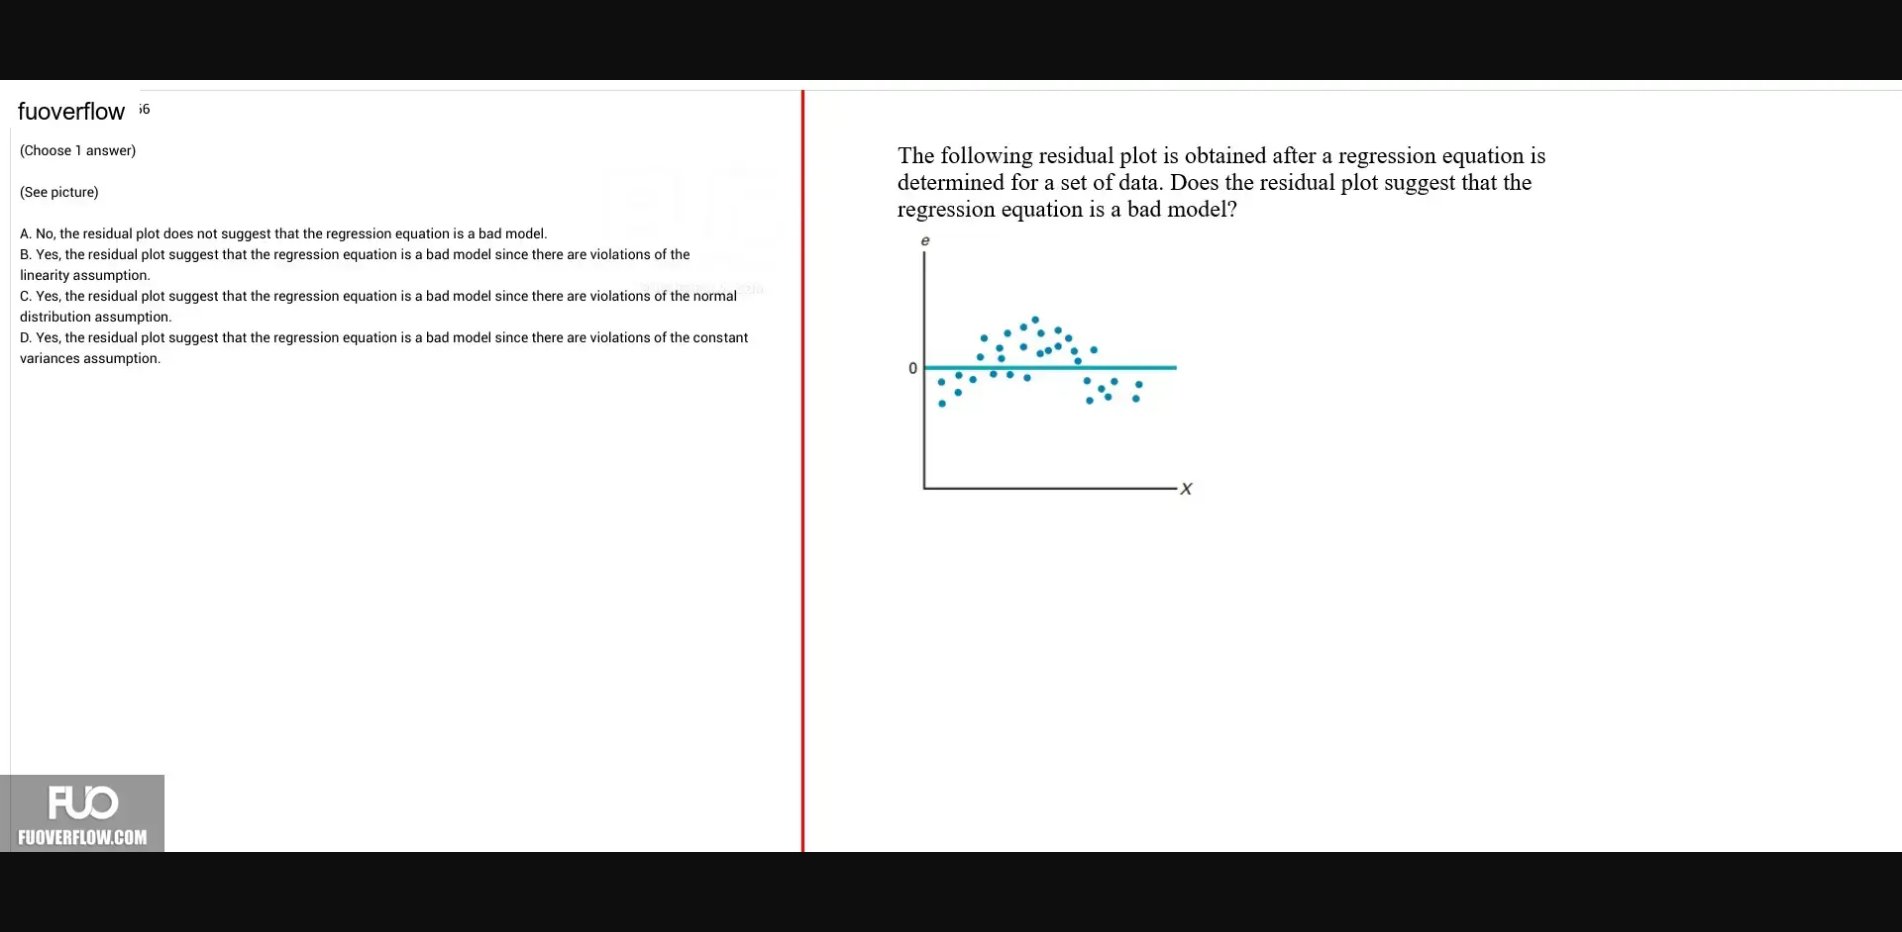 fuoverflow 56
(Choose 1 answer)
(See picture)
A. No, the residual plot does not suggest that the regression equation is a bad model.
B. Yes, the residual plot suggest that the regression equation is a bad model since there are violations of the
linearity assumption.
C. Yes, the residual plot suggest that the regression equation is a bad model since there are violations of the normal
distribution assumption.
D. Yes, the residual plot suggest that the regression equation is a bad model since there are violations of the constant
variances assumption.
FUO
FUOVERFLOW.COM
The following residual plot is obtained after a regression equation is
determined for a set of data. Does the residual plot suggest that the
regression equation is a bad model?
e
0
X